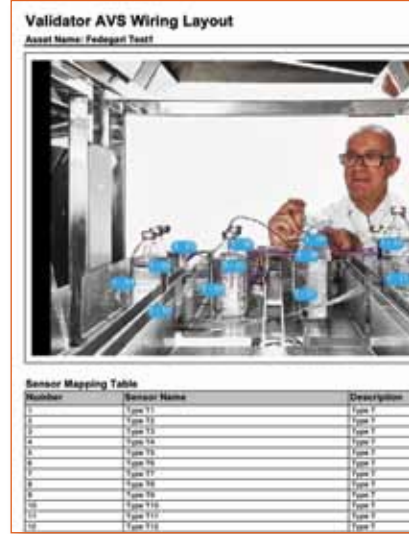 Validator AVS Wiring Layout
Asset Name: Fedegari Test1
Sensor Mapping Table
Number Sensor Name Description
1 Type T1 Type T
2 Type T2 Type T
3 Type T3 Type T
4 Type T4 Type T
5 Type T5 Type T
6 Type T6 Type T
7 Type T7 Type T
8 Type T8 Type T
9 Type T9 Type T
10 Type T10 Type T
11 Type T11 Type T
12 Type T12 Type T